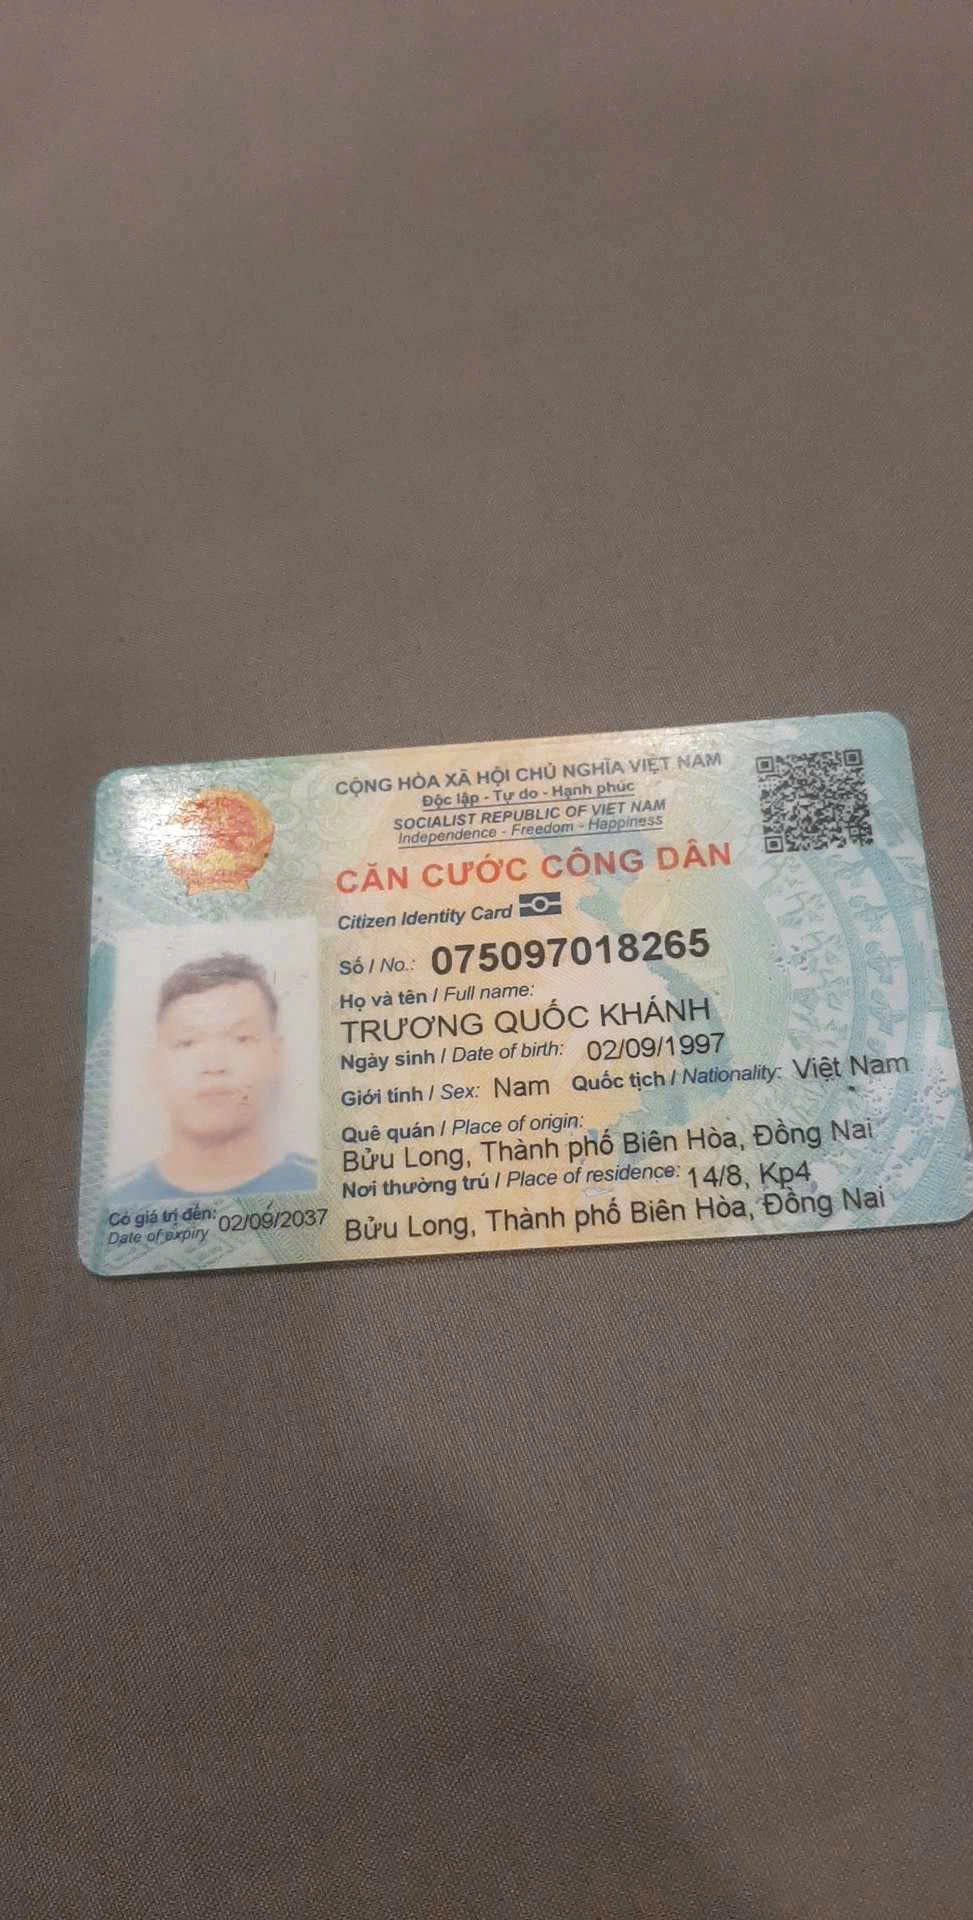 CỘNG HÒA XÃ HỘI CHỦ NGHĨA VIỆT NAM
Độc lập - Tự do - Hạnh phúc
SOCIALIST REPUBLIC OF VIET NAM
Independence - Freedom - Happiness
CĂN CƯỚC CÔNG DÂN
Citizen Identity Card
Số / No.: 075097018265
Họ và tên / Full name:
TRƯƠNG QUỐC KHÁNH
Ngày sinh / Date of birth: 02/09/1997
Giới tính / Sex: Nam Quốc tịch / Nationality: Việt Nam
Quê quán / Place of origin:
Bửu Long, Thành phố Biên Hòa, Đồng Nai
Nơi thường trú / Place of residence: 14/8, Kp4
Bửu Long, Thành phố Biên Hòa, Đồng Nai
Có giá trị đến: 02/09/2037
Date of expiry